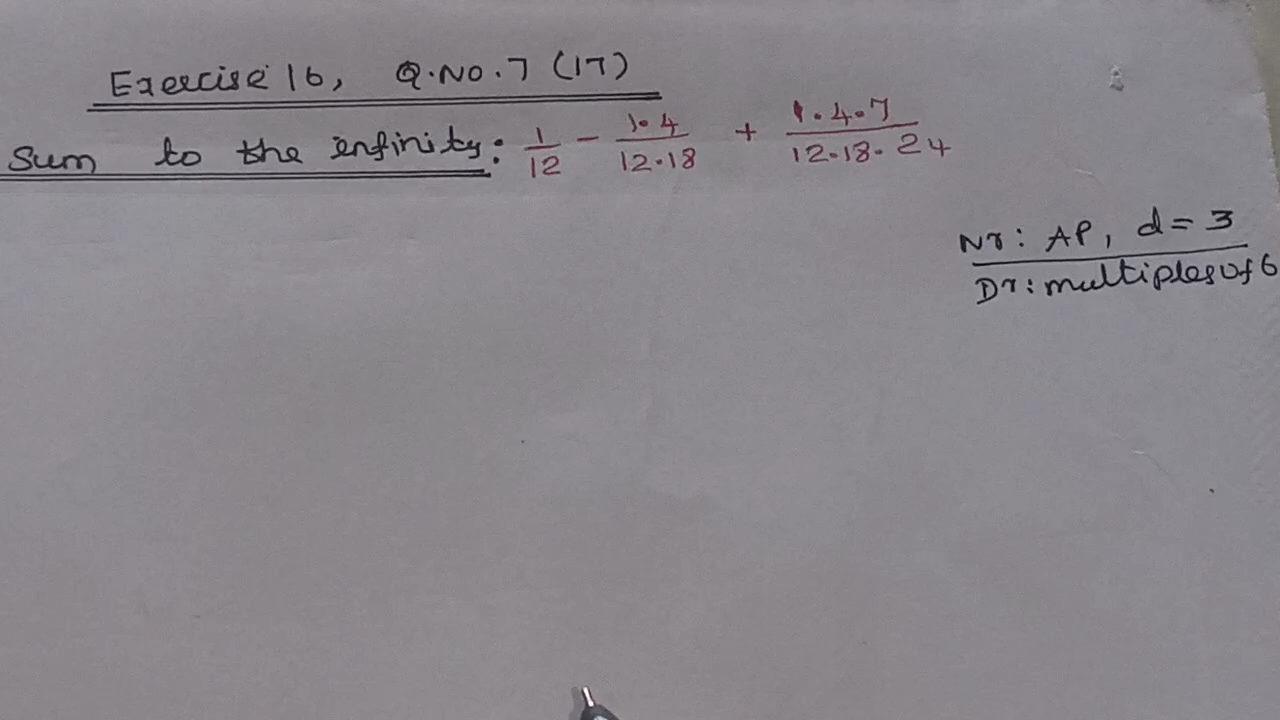 Exercise 16, Q.No.7 (17)
Sum to the infinity: 1/12 - 1.4/12.18 + 1.4.7/12.18.24
Nr: AP, d = 3
Dr: multiples of 6